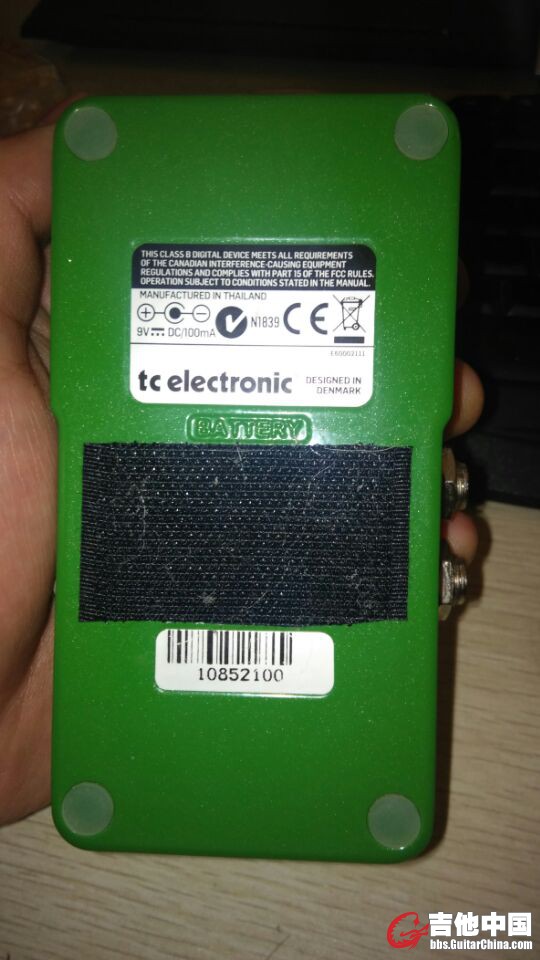 THIS CLASS B DIGITAL DEVICE MEETS ALL REQUIREMENTS
OF THE CANADIAN INTERFERENCE-CAUSING EQUIPMENT
REGULATIONS AND COMPLIES WITH PART 15 OF THE FCC RULES.
OPERATION SUBJECT TO CONDITIONS STATED IN THE MANUAL.
MANUFACTURED IN THAILAND
9V DC/100mA N1839 CE
E60002111
tc electronic DESIGNED IN
DENMARK
BATTERY
10852100
吉他中国
bbs.GuitarChina.com